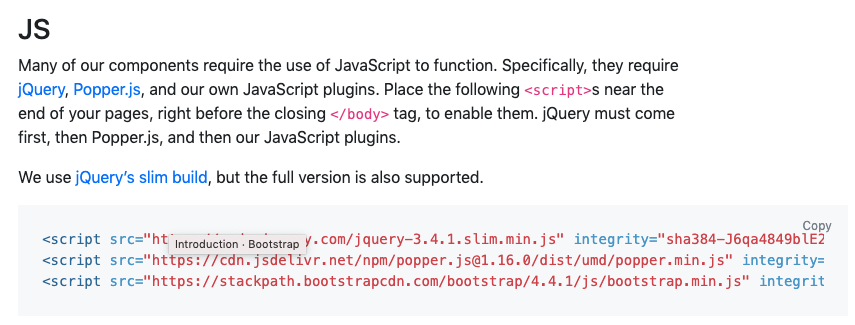 JS
Many of our components require the use of JavaScript to function. Specifically, they require
jQuery, Popper.js, and our own JavaScript plugins. Place the following <script>s near the
end of your pages, right before the closing </body> tag, to enable them. jQuery must come
first, then Popper.js, and then our JavaScript plugins.
We use jQuery's slim build, but the full version is also supported.
Copy
<script src="ht y.com/jquery-3.4.1.slim.min.js" integrity="sha384-J6qa4849blE2
Introduction · Bootstrap
<script src="https://cdn.jsdelivr.net/npm/popper.js@1.16.0/dist/umd/popper.min.js" integrity=
<script src="https://stackpath.bootstrapcdn.com/bootstrap/4.4.1/js/bootstrap.min.js" integrit